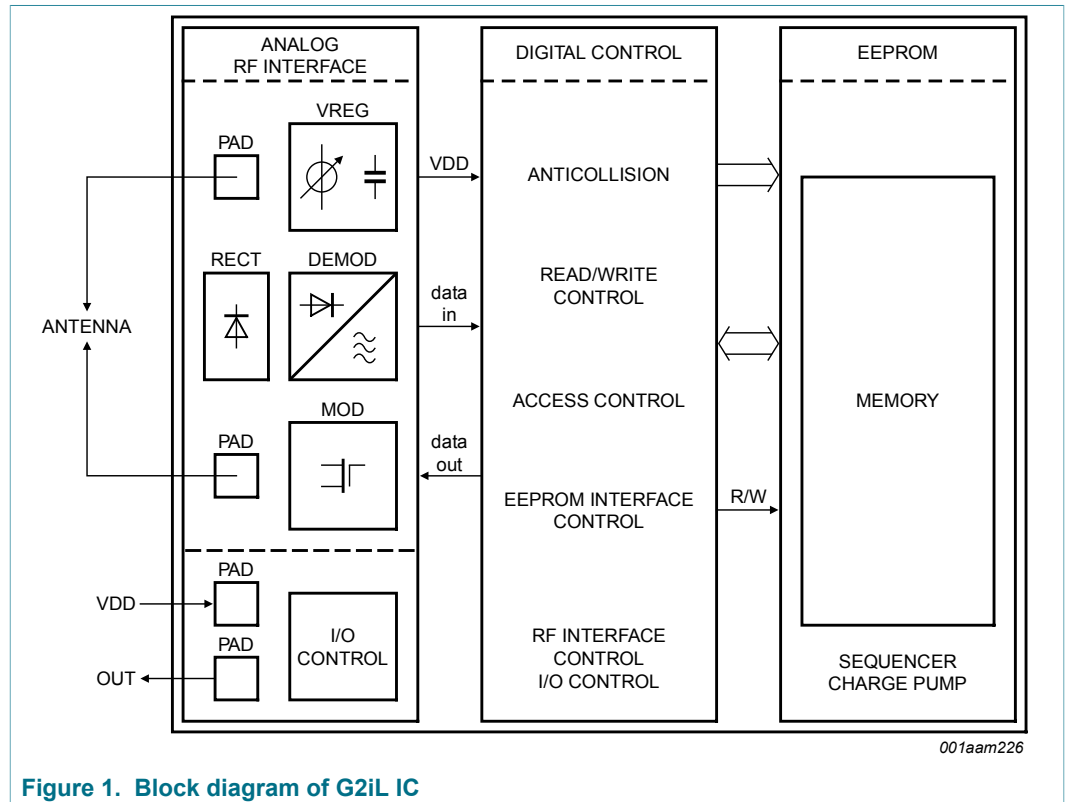 ANALOG
RF INTERFACE
VREG
PAD
RECT
DEMOD
ANTENNA
MOD
PAD
PAD
VDD
PAD
OUT
I/O
CONTROL
VDD
data
in
data
out
DIGITAL CONTROL
ANTICOLLISION
READ/WRITE
CONTROL
ACCESS CONTROL
EEPROM INTERFACE
CONTROL
RF INTERFACE
CONTROL
I/O CONTROL
R/W
EEPROM
MEMORY
SEQUENCER
CHARGE PUMP
001aam226
Figure 1. Block diagram of G2iL IC